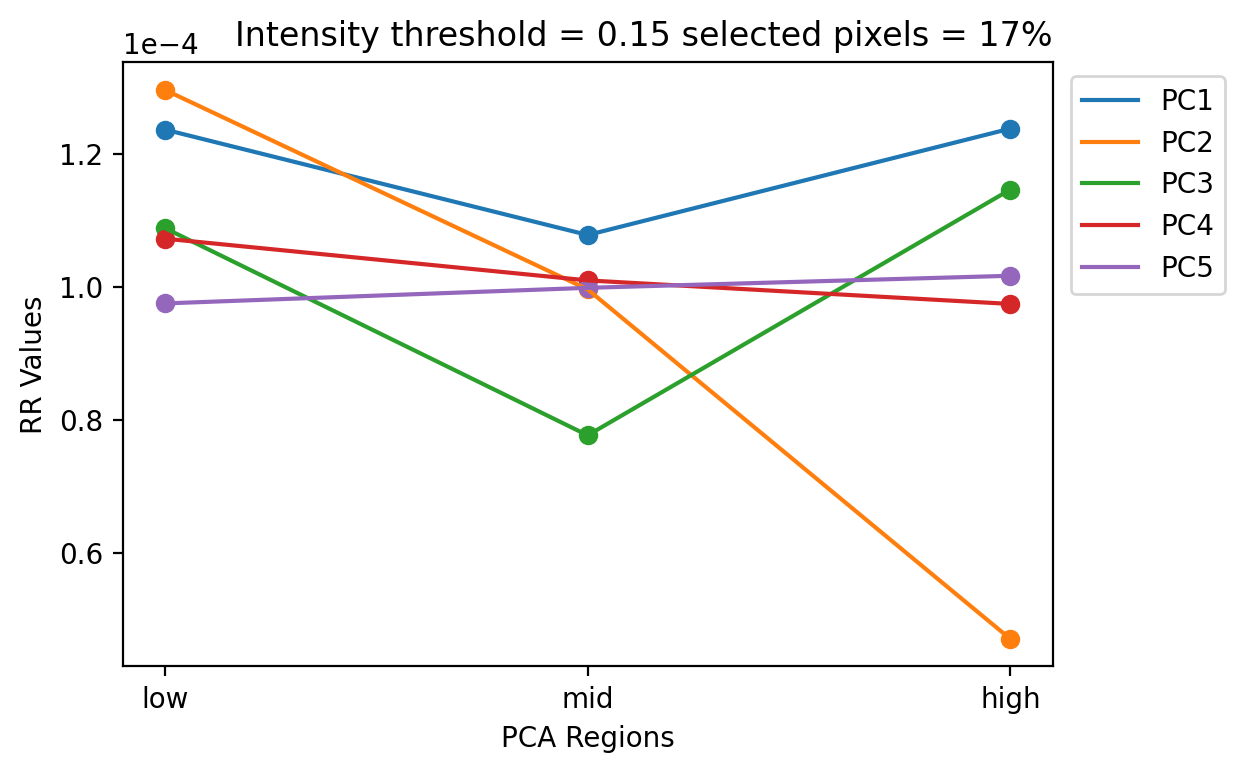 Intensity threshold = 0.15 selected pixels = 17%
1e−4
1.2
1.0
0.8
0.6
RR Values
low mid high
PCA Regions
PC1
PC2
PC3
PC4
PC5